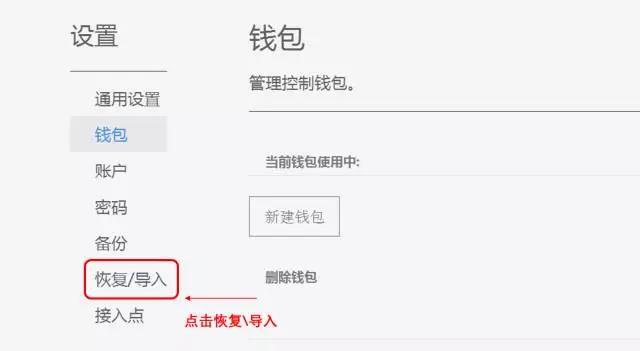 设置
通用设置
钱包
账户
密码
备份
恢复/导入
接入点
钱包
管理控制钱包。
当前钱包使用中:
新建钱包
删除钱包
点击恢复\导入